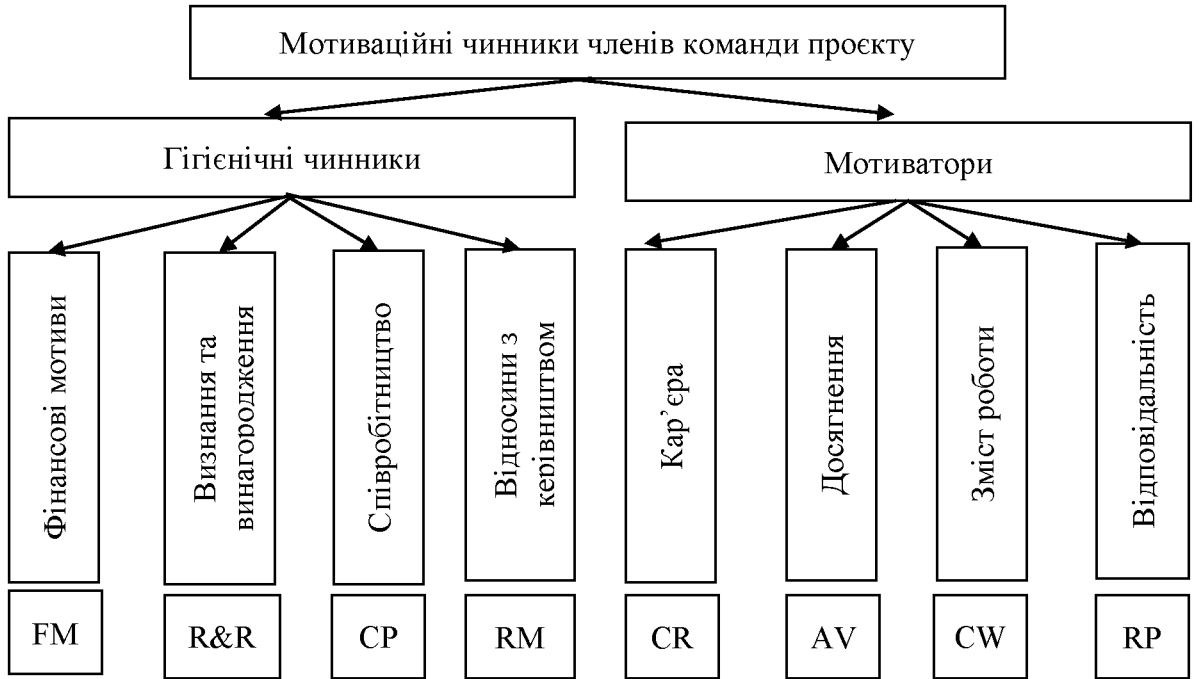 Мотиваційні чинники членів команди проєкту
Гігієнічні чинники
Мотиватори
Фінансові мотиви
Визнання та
винагородження
Співробітництво
Відносини з
керівництвом
Кар’єра
Досягнення
Зміст роботи
Відповідальність
FM
R&R
CP
RM
CR
AV
CW
RP